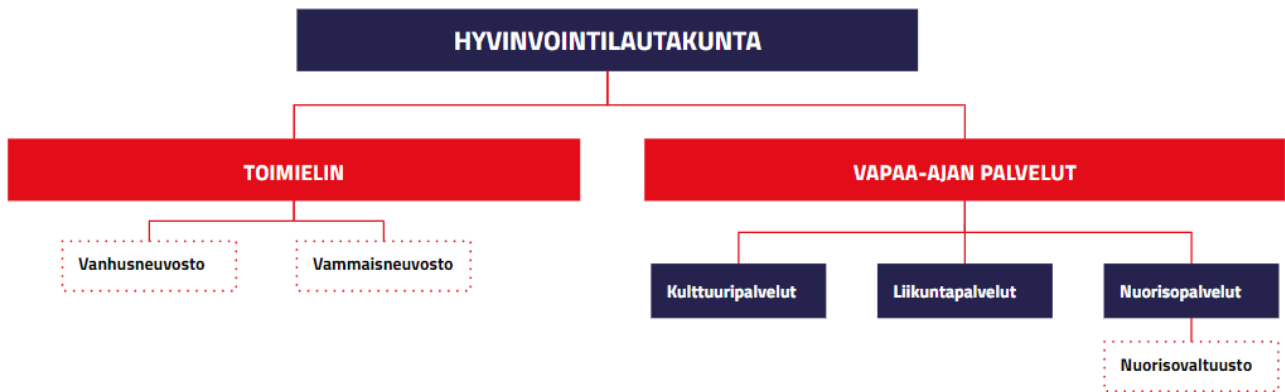 HYVINVOINTILAUTAKUNTA
TOIMIELIN
VAPAA-AJAN PALVELUT
Vanhusneuvosto
Vammaisneuvosto
Kulttuuripalvelut
Liikuntapalvelut
Nuorisopalvelut
Nuorisovaltuusto